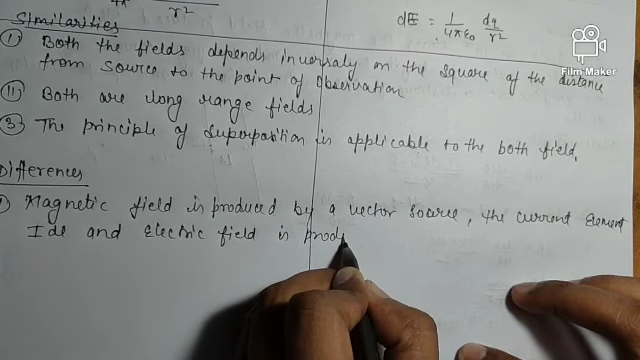 4π r²
dE = 1/4πε₀ dq/r²
Similarities
① Both the fields depends inversaly on the square of the distance
from source to the point of observation
(ii) Both are long range fields
③ The principle of superposition is applicable to the both field.
Differences
① Magnetic field is produced by a vector source, the current element
Idl and Electric field is prod
Film Maker